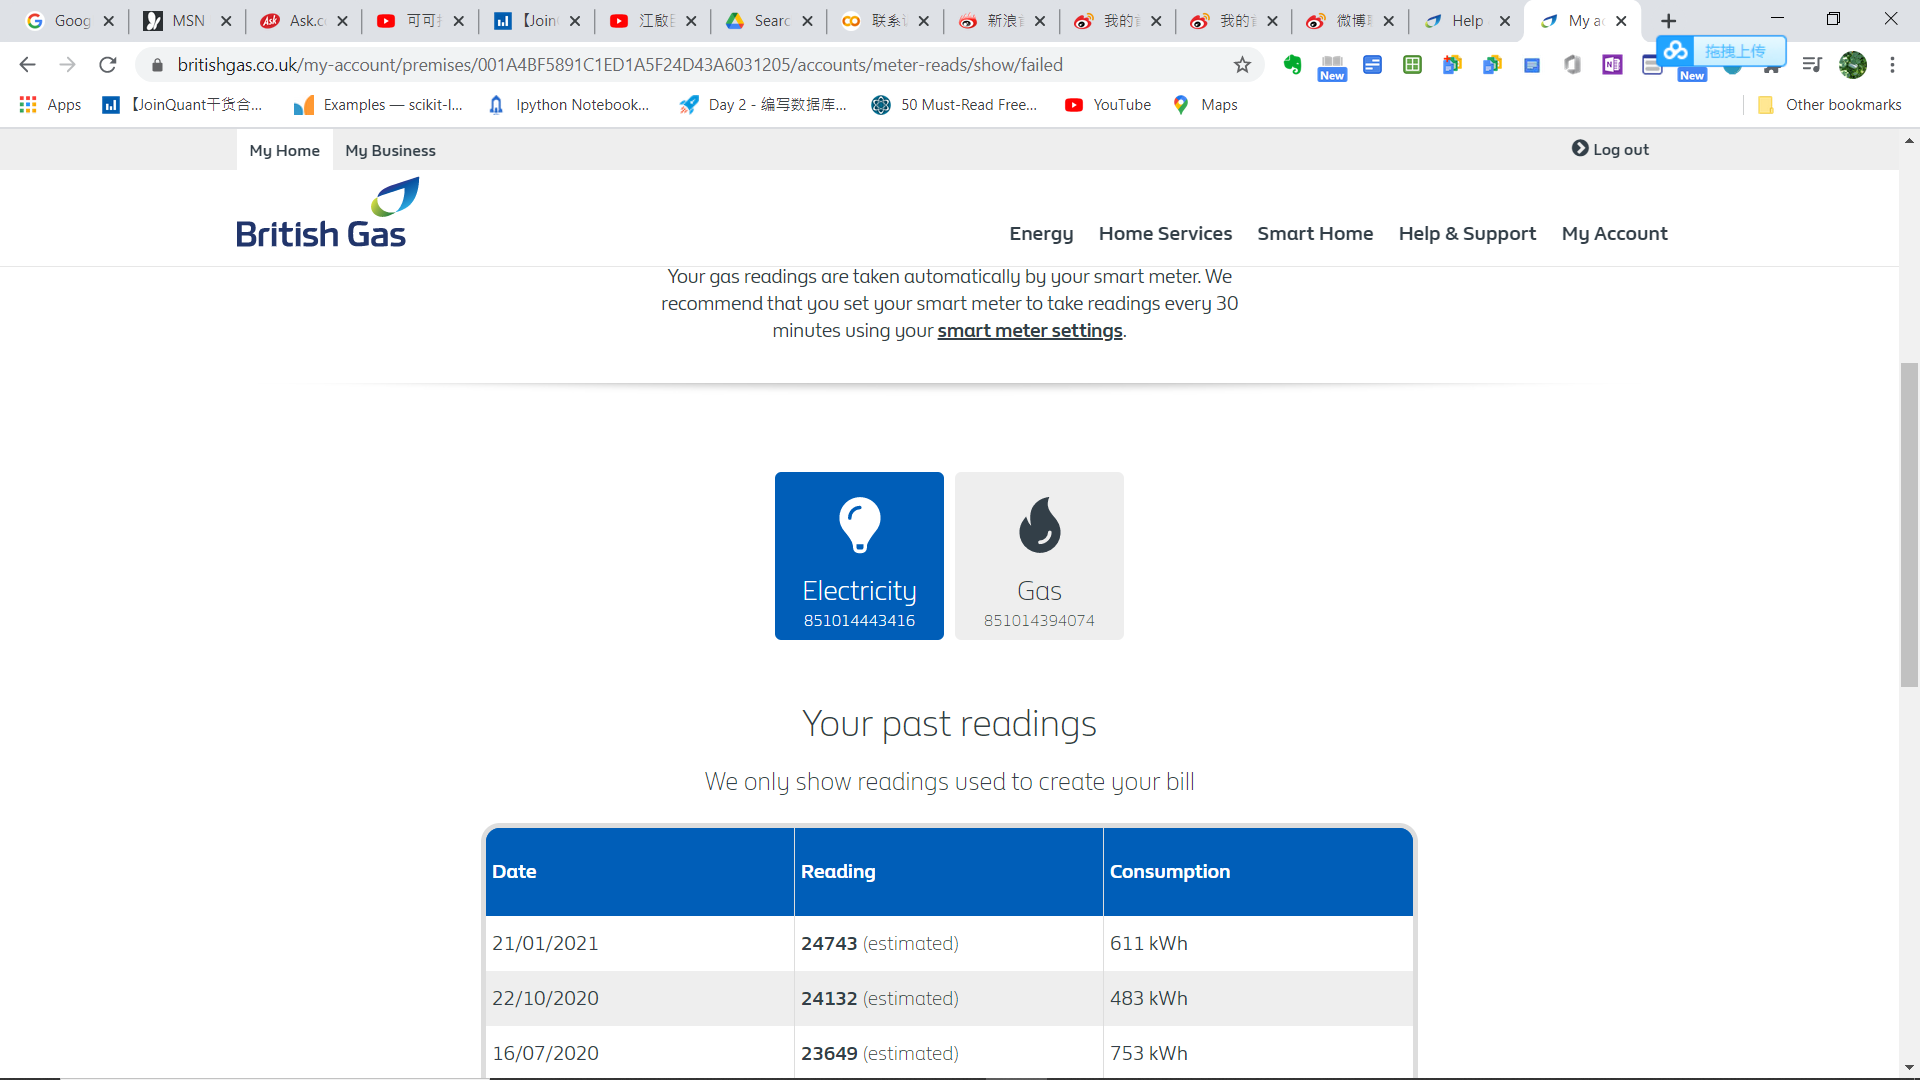 Goog
MSN
Ask.c
可可
【Join
江啟
Searc
联系
新浪
我的
我的
微博
Help
My a
britishgas.co.uk/my-account/premises/001A4BF5891C1ED1A5F24D43A6031205/accounts/meter-reads/show/failed
New
New
拖拽上传
Apps
【JoinQuant干货合...
Examples — scikit-l...
Ipython Notebook...
Day 2 - 编写数据库...
50 Must-Read Free...
YouTube
Maps
Other bookmarks
My Home
My Business
Log out
British Gas
Energy
Home Services
Smart Home
Help & Support
My Account
Your gas readings are taken automatically by your smart meter. We
recommend that you set your smart meter to take readings every 30
minutes using your smart meter settings.
Electricity
851014443416
Gas
851014394074
Your past readings
We only show readings used to create your bill
Date Reading Consumption
21/01/2021 24743 (estimated) 611 kWh
22/10/2020 24132 (estimated) 483 kWh
16/07/2020 23649 (estimated) 753 kWh